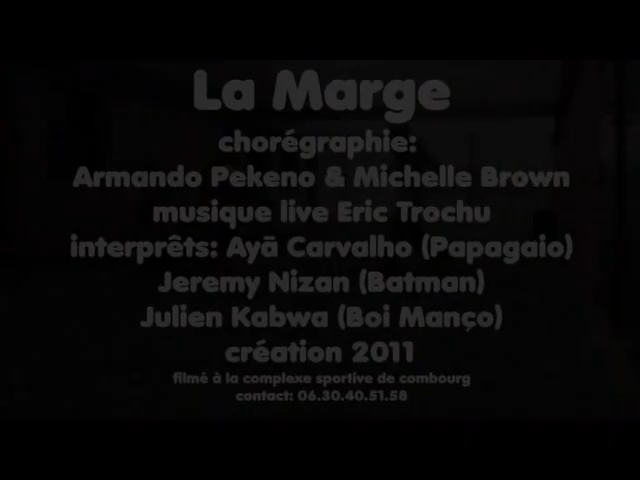 La Marge
chorégraphie:
Armando Pekeno & Michelle Brown
musique live Eric Trochu
interprêts: Ayā Carvalho (Papagaio)
Jeremy Nizan (Batman)
Julien Kabwa (Boi Manço)
création 2011
filmé à la complexe sportive de combourg
contact: 06.30.40.51.58